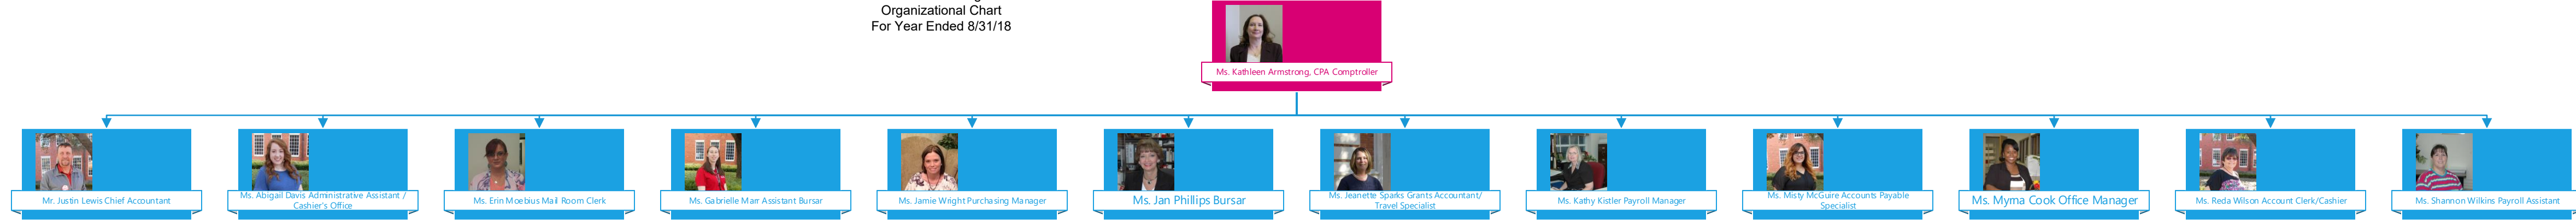 Organizational Chart
For Year Ended 8/31/18
Ms. Kathleen Armstrong, CPA Comptroller
Mr. Justin Lewis Chief Accountant
Ms. Abigail Davis Administrative Assistant /
Cashier's Office
Ms. Erin Moebius Mail Room Clerk
Ms. Gabrielle Marr Assistant Bursar
Ms. Jamie Wright Purchasing Manager
Ms. Jan Phillips Bursar
Ms. Jeanette Sparks Grants Accountant/
Travel Specialist
Ms. Kathy Kistler Payroll Manager
Ms. Misty McGuire Accounts Payable
Specialist
Ms. Myrna Cook Office Manager
Ms. Reda Wilson Account Clerk/Cashier
Ms. Shannon Wilkins Payroll Assistant